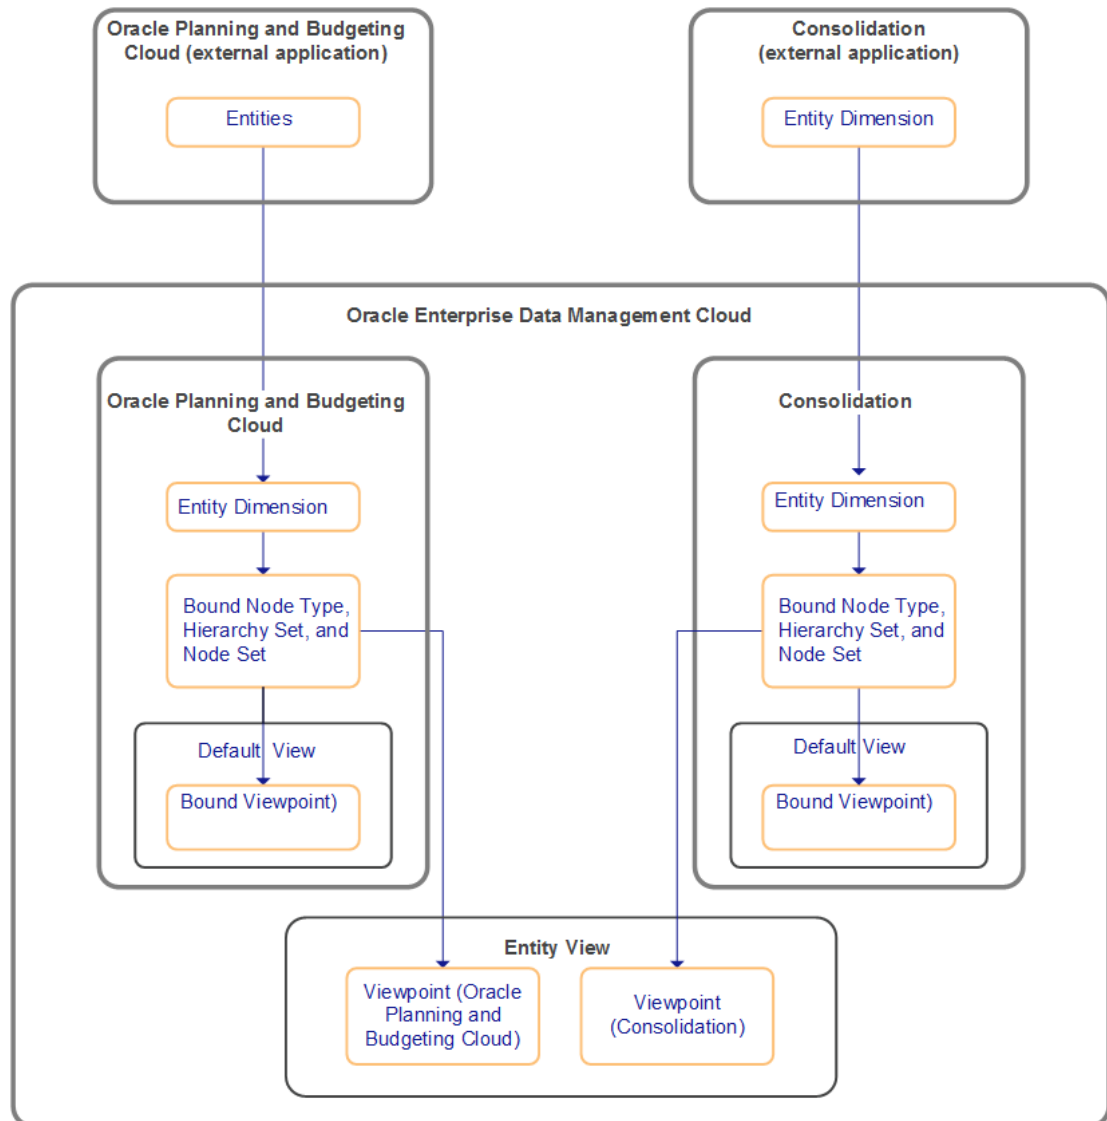 Oracle Planning and Budgeting
Cloud (external application)
Entities
Consolidation
(external application)
Entity Dimension
Oracle Enterprise Data Management Cloud
Oracle Planning and Budgeting
Cloud
Entity Dimension
Bound Node Type,
Hierarchy Set, and
Node Set
Default View
Bound Viewpoint)
Consolidation
Entity Dimension
Bound Node Type,
Hierarchy Set, and
Node Set
Default View
Bound Viewpoint)
Entity View
Viewpoint (Oracle
Planning and
Budgeting Cloud)
Viewpoint
(Consolidation)